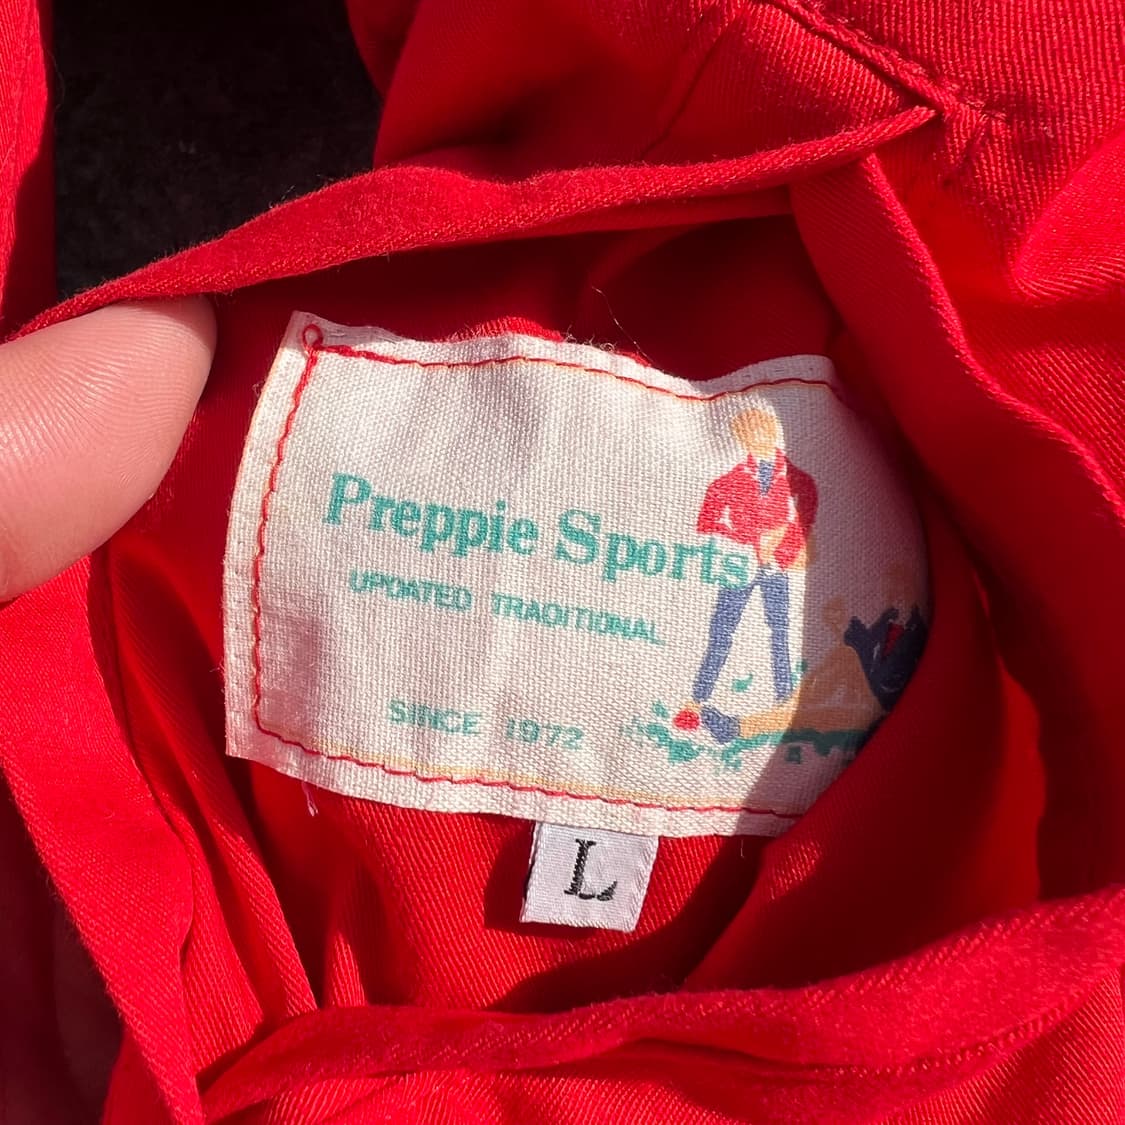 Preppie Sports
UPDATED TRADITIONAL
SINCE 1972
L